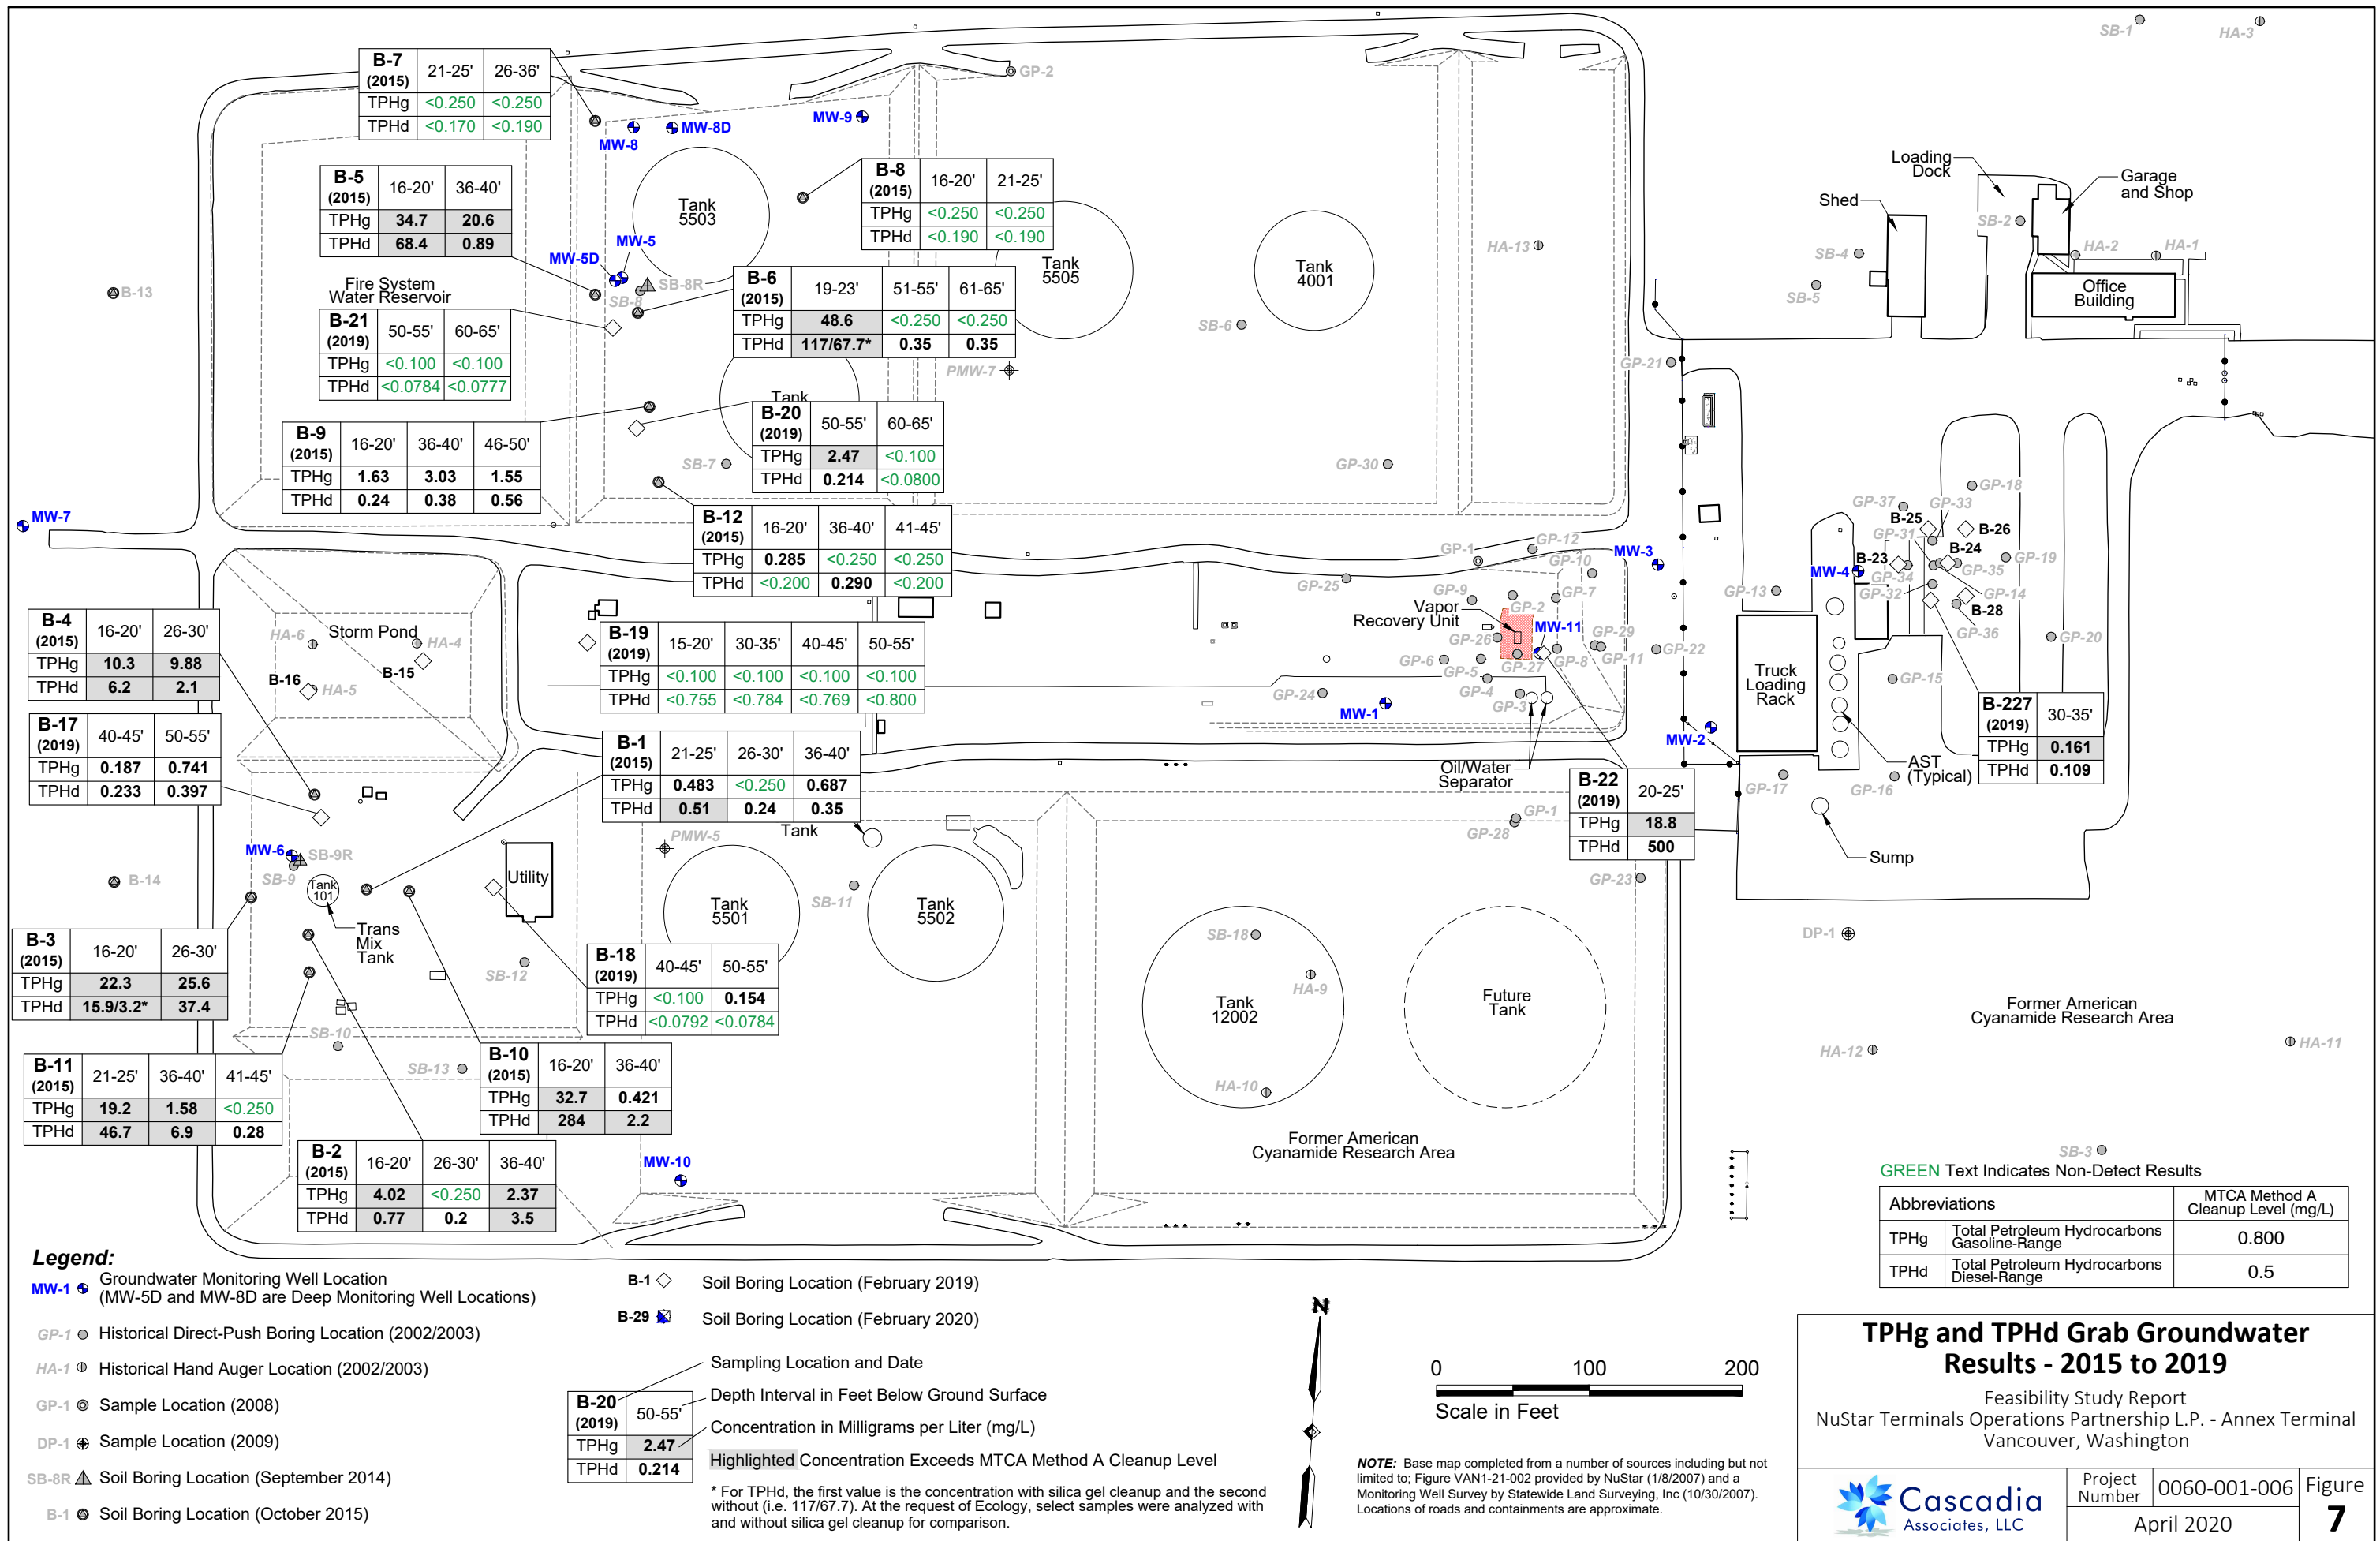 SB-1
HA-3
B-7
(2015)
21-25'
26-36'
TPHg
<0.250
<0.250
TPHd
<0.170
<0.190
GP-2
MW-8
MW-8D
MW-9
B-5
(2015)
16-20'
36-40'
TPHg
34.7
20.6
TPHd
68.4
0.89
Tank
5503
B-8
(2015)
16-20'
21-25'
TPHg
<0.250
<0.250
TPHd
<0.190
<0.190
Loading
Dock
Garage
and Shop
Shed
SB-2
SB-4
HA-2
HA-1
SB-5
Office
Building
HA-13
MW-5
MW-5D
SB-8R
SB-8
Tank
5505
Tank
4001
B-13
Fire System
Water Reservoir
B-21
(2019)
50-55'
60-65'
TPHg
<0.100
<0.100
TPHd
<0.0784
<0.0777
B-6
(2015)
19-23'
51-55'
61-65'
TPHg
48.6
<0.250
<0.250
TPHd
117/67.7*
0.35
0.35
SB-6
PMW-7
GP-21
Tank
B-20
(2019)
50-55'
60-65'
TPHg
2.47
<0.100
TPHd
0.214
<0.0800
B-9
(2015)
16-20'
36-40'
46-50'
TPHg
1.63
3.03
1.55
TPHd
0.24
0.38
0.56
SB-7
GP-30
MW-7
B-12
(2015)
16-20'
36-40'
41-45'
TPHg
0.285
<0.250
<0.250
TPHd
<0.200
0.290
<0.200
GP-18
GP-37
GP-33
B-25
B-26
GP-31
B-24
B-23
GP-19
MW-4
GP-34
GP-35
GP-32
GP-14
B-28
GP-36
GP-20
GP-13
GP-15
GP-1
GP-12
MW-3
GP-10
GP-25
GP-9
GP-7
GP-2
Vapor
Recovery Unit
MW-11
GP-26
GP-29
GP-6
GP-5
GP-27
GP-8
GP-11
GP-22
GP-24
GP-4
GP-3
MW-1
MW-2
Truck
Loading
Rack
B-4
(2015)
16-20'
26-30'
TPHg
10.3
9.88
TPHd
6.2
2.1
HA-6
Storm Pond
HA-4
B-15
B-16
HA-5
B-19
(2019)
15-20'
30-35'
40-45'
50-55'
TPHg
<0.100
<0.100
<0.100
<0.100
TPHd
<0.755
<0.784
<0.769
<0.800
B-17
(2019)
40-45'
50-55'
TPHg
0.187
0.741
TPHd
0.233
0.397
B-1
(2015)
21-25'
26-30'
36-40'
TPHg
0.483
<0.250
0.687
TPHd
0.51
0.24
0.35
B-227
(2019)
30-35'
TPHg
0.161
TPHd
0.109
Oil/Water
Separator
B-22
(2019)
20-25'
TPHg
18.8
TPHd
500
GP-17
GP-16
AST
(Typical)
Sump
GP-1
GP-28
GP-23
Tank
PMW-5
MW-6
SB-9R
SB-9
B-14
Tank
101
Utility
Trans
Mix
Tank
Tank
5501
SB-11
Tank
5502
B-3
(2015)
16-20'
26-30'
TPHg
22.3
25.6
TPHd
15.9/3.2*
37.4
SB-12
B-18
(2019)
40-45'
50-55'
TPHg
<0.100
0.154
TPHd
<0.0792
<0.0784
SB-18
HA-9
Tank
12002
HA-10
Future
Tank
DP-1
Former American
Cyanamide Research Area
HA-12
HA-11
SB-10
SB-13
B-11
(2015)
21-25'
36-40'
41-45'
TPHg
19.2
1.58
<0.250
TPHd
46.7
6.9
0.28
B-10
(2015)
16-20'
36-40'
TPHg
32.7
0.421
TPHd
284
2.2
B-2
(2015)
16-20'
26-30'
36-40'
TPHg
4.02
<0.250
2.37
TPHd
0.77
0.2
3.5
MW-10
Former American
Cyanamide Research Area
SB-3
GREEN Text Indicates Non-Detect Results
Abbreviations
MTCA Method A
Cleanup Level (mg/L)
TPHg
Total Petroleum Hydrocarbons
Gasoline-Range
0.800
TPHd
Total Petroleum Hydrocarbons
Diesel-Range
0.5
Legend:
MW-1
Groundwater Monitoring Well Location
(MW-5D and MW-8D are Deep Monitoring Well Locations)
GP-1
Historical Direct-Push Boring Location (2002/2003)
HA-1
Historical Hand Auger Location (2002/2003)
GP-1
Sample Location (2008)
DP-1
Sample Location (2009)
SB-8R
Soil Boring Location (September 2014)
B-1
Soil Boring Location (October 2015)
B-1
Soil Boring Location (February 2019)
B-29
Soil Boring Location (February 2020)
B-20
(2019)
50-55'
TPHg
2.47
TPHd
0.214
Sampling Location and Date
Depth Interval in Feet Below Ground Surface
Concentration in Milligrams per Liter (mg/L)
Highlighted Concentration Exceeds MTCA Method A Cleanup Level
* For TPHd, the first value is the concentration with silica gel cleanup and the second
without (i.e. 117/67.7). At the request of Ecology, select samples were analyzed with
and without silica gel cleanup for comparison.
N
0 100 200
Scale in Feet
NOTE: Base map completed from a number of sources including but not
limited to; Figure VAN1-21-002 provided by NuStar (1/8/2007) and a
Monitoring Well Survey by Statewide Land Surveying, Inc (10/30/2007).
Locations of roads and containments are approximate.
TPHg and TPHd Grab Groundwater
Results - 2015 to 2019
Feasibility Study Report
NuStar Terminals Operations Partnership L.P. - Annex Terminal
Vancouver, Washington
Cascadia
Associates, LLC
Project
Number
0060-001-006
April 2020
Figure
7